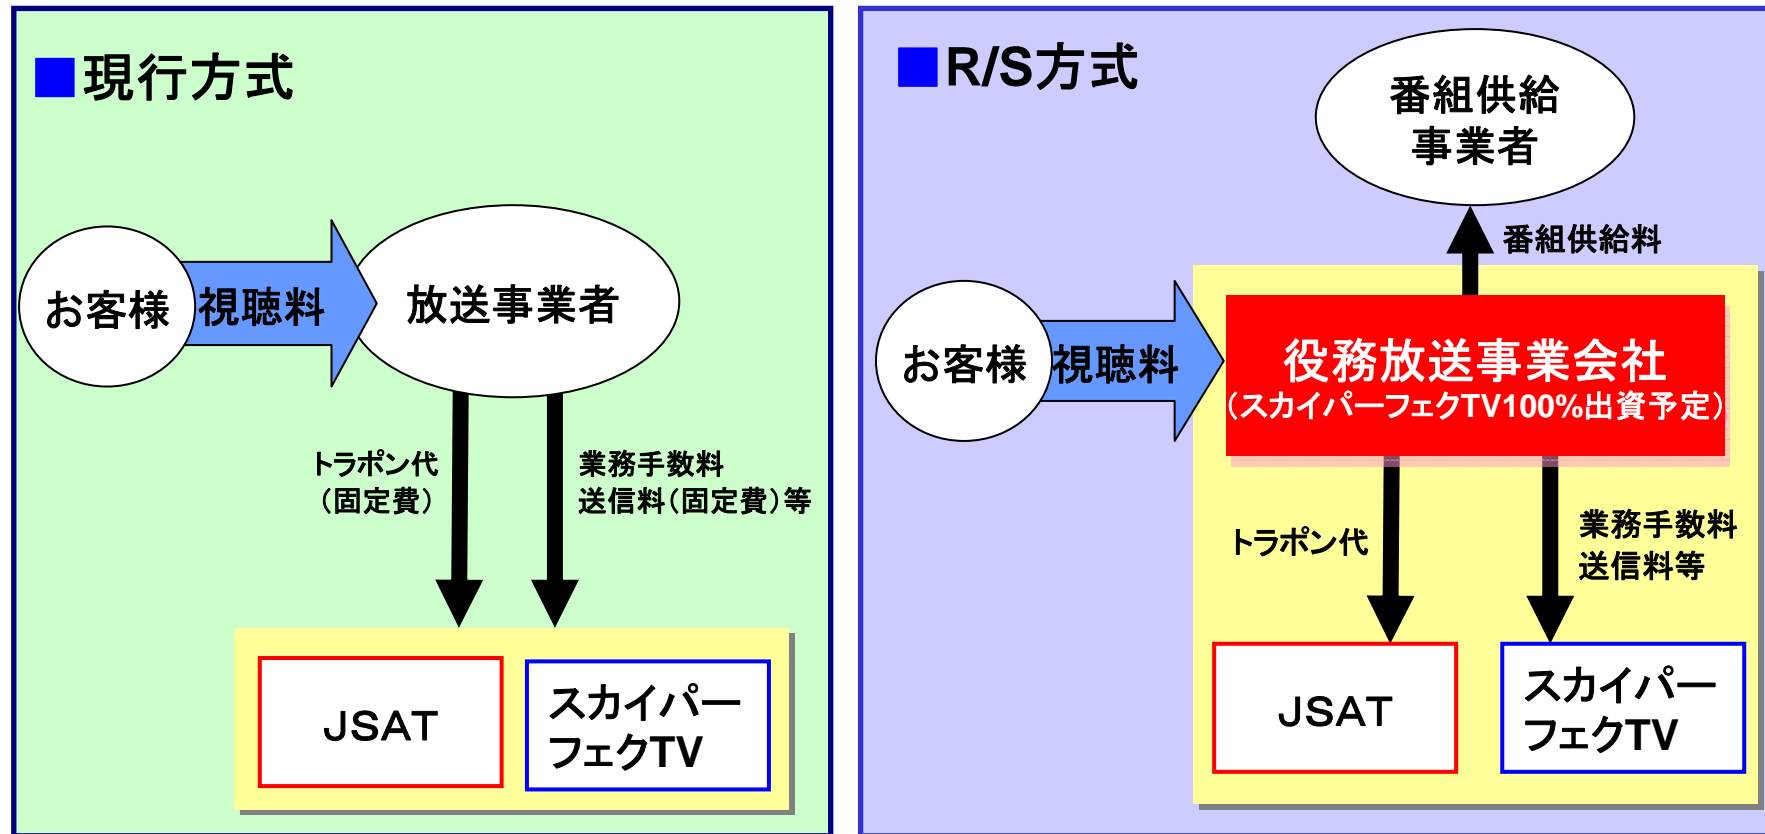 ■現行方式
お客様
視聴料
放送事業者
トラポン代
（固定費）
業務手数料
送信料（固定費）等
JSAT
スカイパー
フェクTV
■R/S方式
番組供給
事業者
番組供給料
お客様
視聴料
役務放送事業会社
（スカイパーフェクTV100%出資予定）
トラポン代
業務手数料
送信料等
JSAT
スカイパー
フェクTV